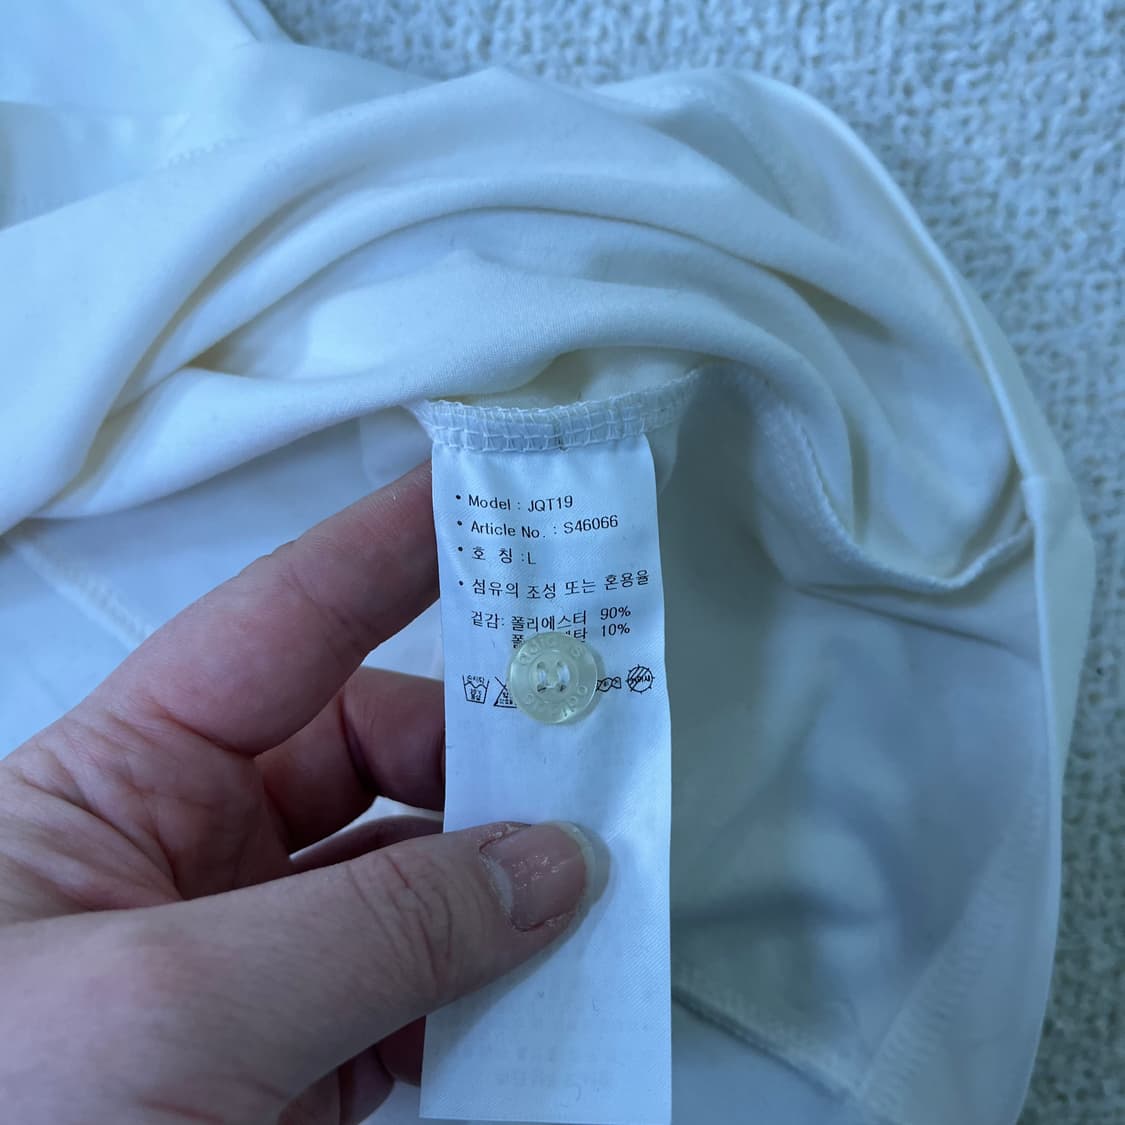 • Model : JQT19
• Article No. : S46066
• 호 칭 : L
• 섬유의 조성 또는 혼용율
겉감: 폴리에스터 90%
10%
adidas